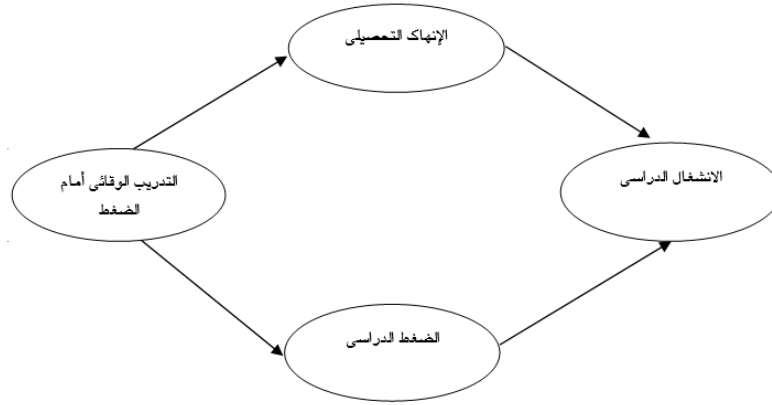 الإنهاك التحصيلى
التدريب الوقائى أمام
الضغط
الانشغال الدراسى
الضغط الدراسى